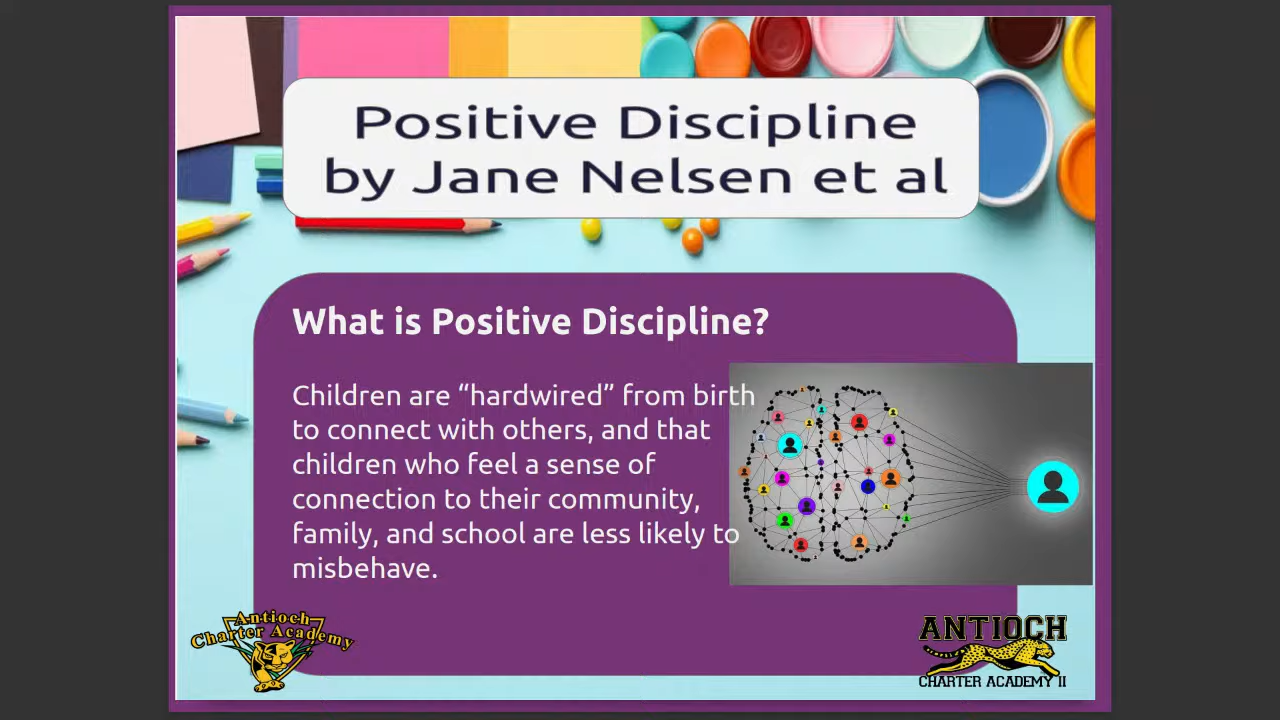 Positive Discipline
by Jane Nelsen et al
What is Positive Discipline?
Children are “hardwired” from birth
to connect with others, and that
children who feel a sense of
connection to their community,
family, and school are less likely to
misbehave.
Antioch
Charter Academy
ANTIOCH
CHARTER ACADEMY II